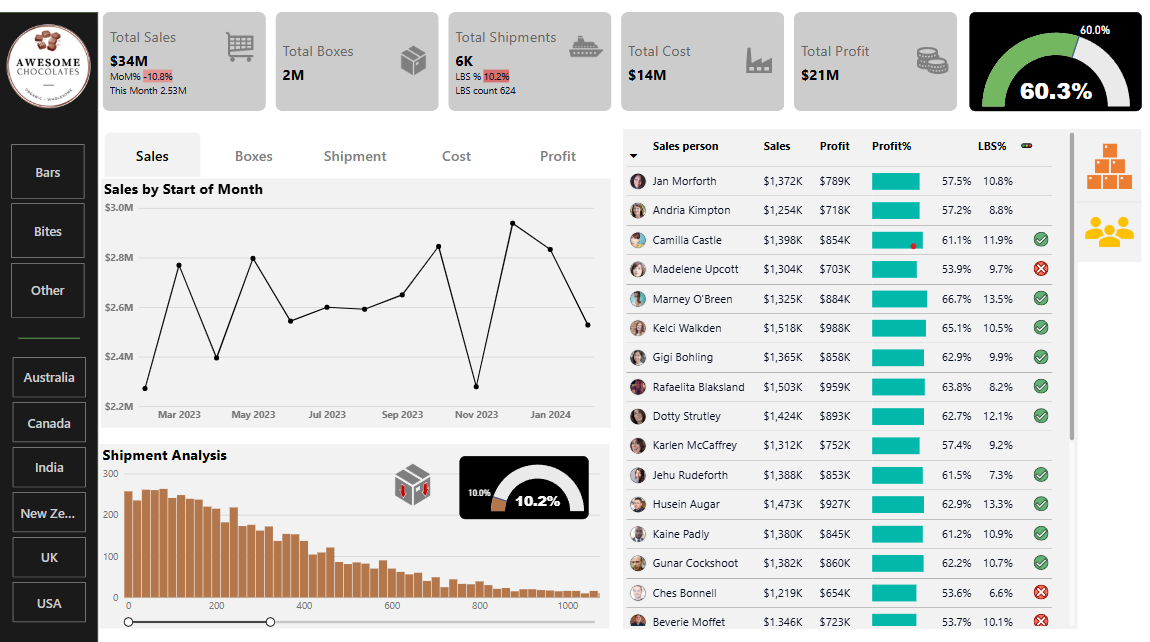 AWESOME
CHOCOLATES
Total Sales
$34M
MoM% -10.8%
This Month 2.53M
Total Boxes
2M
Total Shipments
6K
LBS % 10.2%
LBS count 624
Total Cost
$14M
Total Profit
$21M
60.0%
60.3%
Bars
Bites
Other
Australia
Canada
India
New Ze...
UK
USA
Sales Boxes Shipment Cost Profit
Sales by Start of Month
$3.0M
$2.8M
$2.6M
$2.4M
$2.2M
Mar 2023 May 2023 Jul 2023 Sep 2023 Nov 2023 Jan 2024
Shipment Analysis
300
200
100
0
0 200 400 600 800 1000
10.0%
10.2%
Sales person Sales Profit Profit% LBS%
Jan Morforth $1,372K $789K 57.5% 10.8%
Andria Kimpton $1,254K $718K 57.2% 8.8%
Camilla Castle $1,398K $854K 61.1% 11.9%
Madelene Upcott $1,304K $703K 53.9% 9.7%
Marney O'Breen $1,325K $884K 66.7% 13.5%
Kelci Walkden $1,518K $988K 65.1% 10.5%
Gigi Bohling $1,365K $858K 62.9% 9.9%
Rafaelita Blaksland $1,503K $959K 63.8% 8.2%
Dotty Strutley $1,424K $893K 62.7% 12.1%
Karlen McCaffrey $1,312K $752K 57.4% 9.2%
Jehu Rudeforth $1,388K $853K 61.5% 7.3%
Husein Augar $1,473K $927K 62.9% 13.3%
Kaine Padly $1,380K $845K 61.2% 10.9%
Gunar Cockshoot $1,382K $860K 62.2% 10.7%
Ches Bonnell $1,219K $654K 53.6% 6.6%
Beverie Moffet $1,346K $723K 53.7% 10.1%